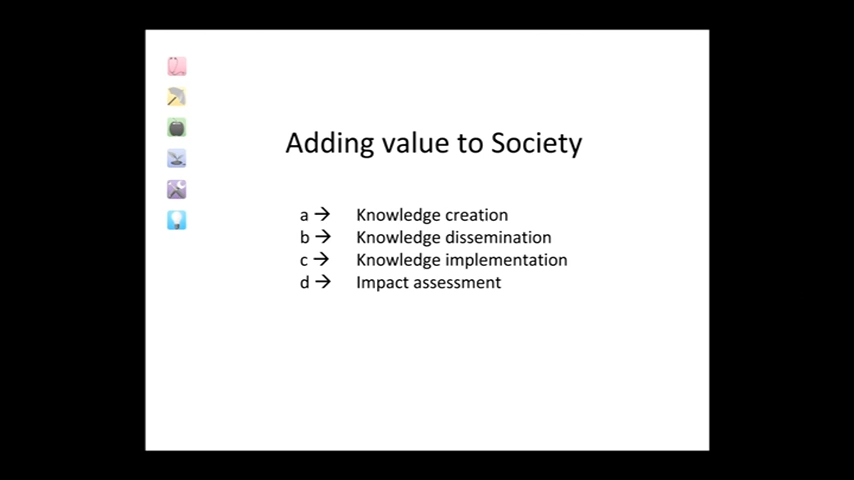 Adding value to Society
a → Knowledge creation
b → Knowledge dissemination
c → Knowledge implementation
d → Impact assessment